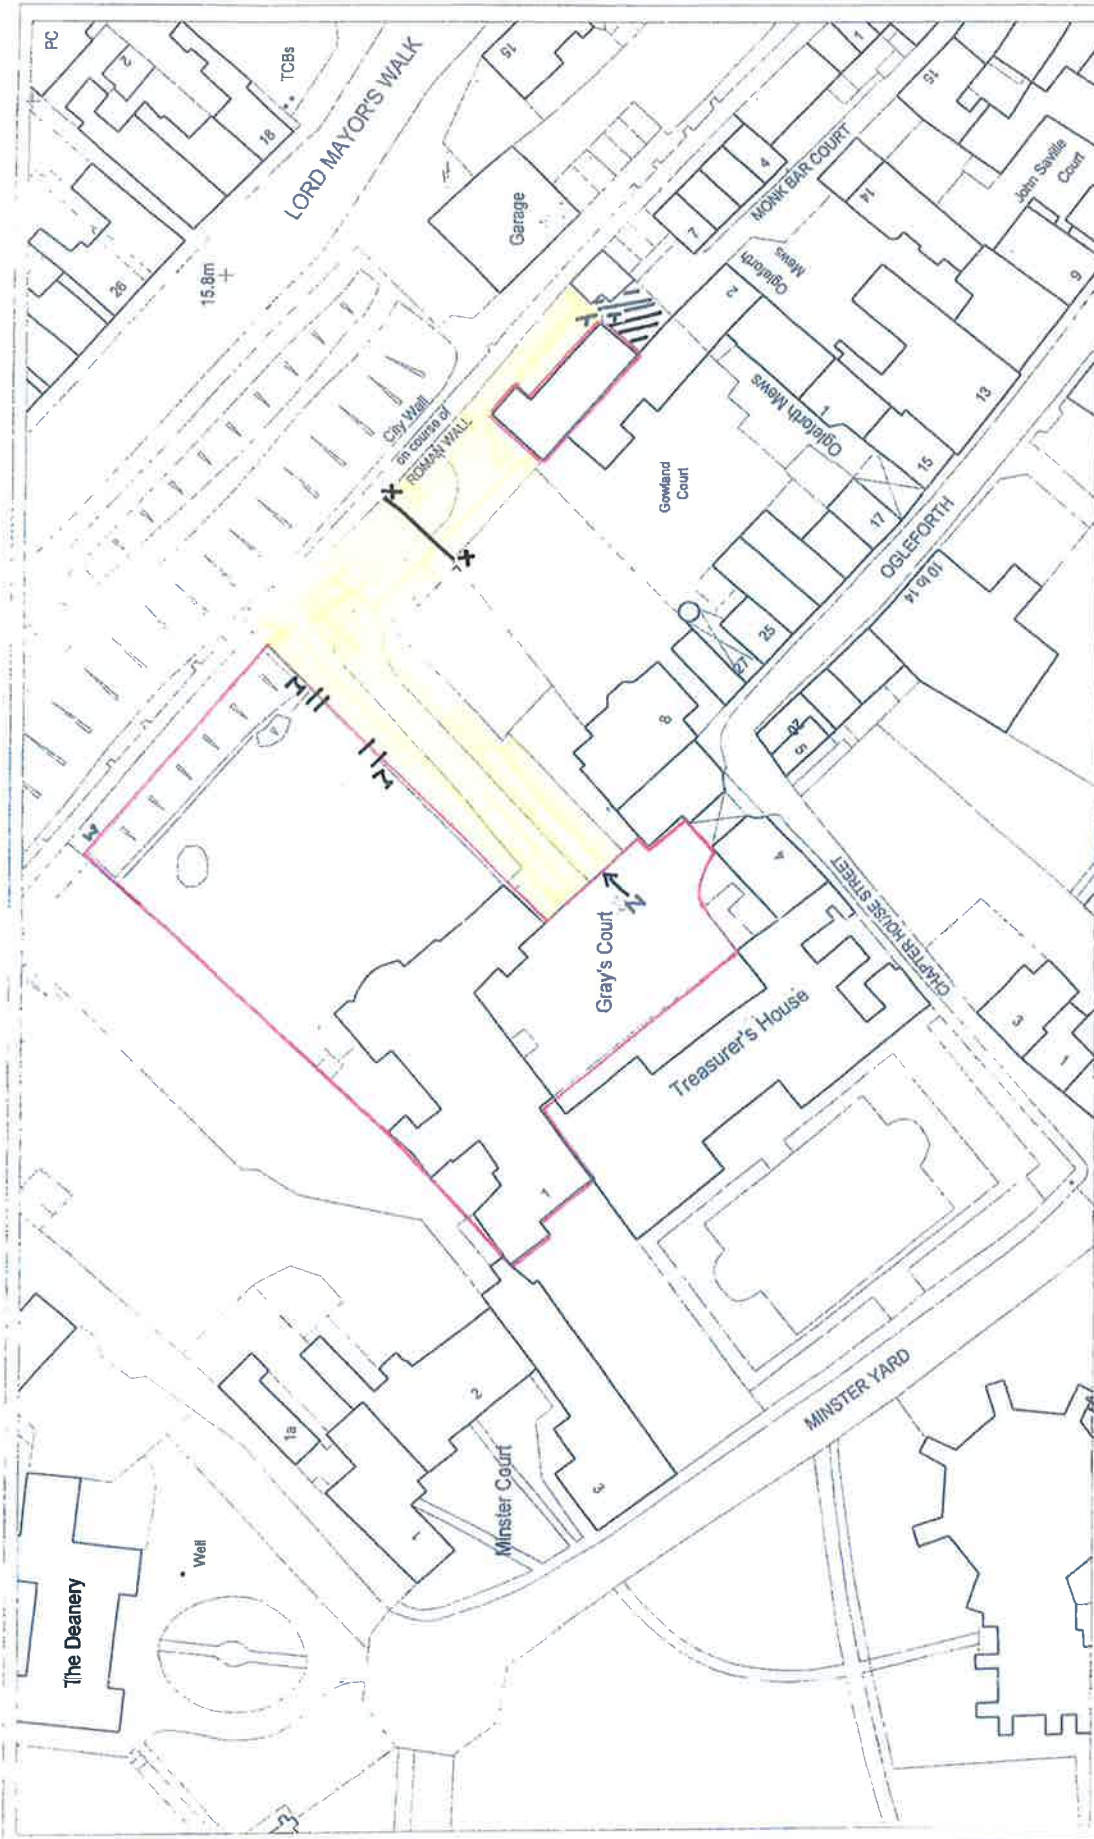 PC
2
TCBs
18
LORD MAYOR'S WALK
15
1
15
26
15.8m
Garage
4
7
MONK BAR COURT
14
John Saville
Court
6
Ogleforth
Mews
2
Y
H
City Wall
on course of
ROMAN WALL
X
X
Ogleforth Mews
1
13
15
17
Gowland
Court
OGLEFORTH
10 to 14
25
27
8
20
5
M
M
4
CHAPTER HOUSE STREET
Z
Gray's Court
Treasurer's House
3
1
1a
2
1
3
Minster Court
MINSTER YARD
The Deanery
Well